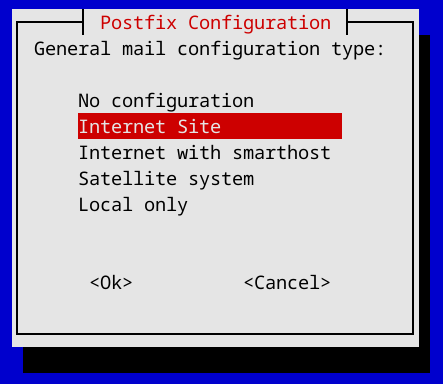 Postfix Configuration
General mail configuration type:
No configuration
Internet Site
Internet with smarthost
Satellite system
Local only
<Ok> <Cancel>